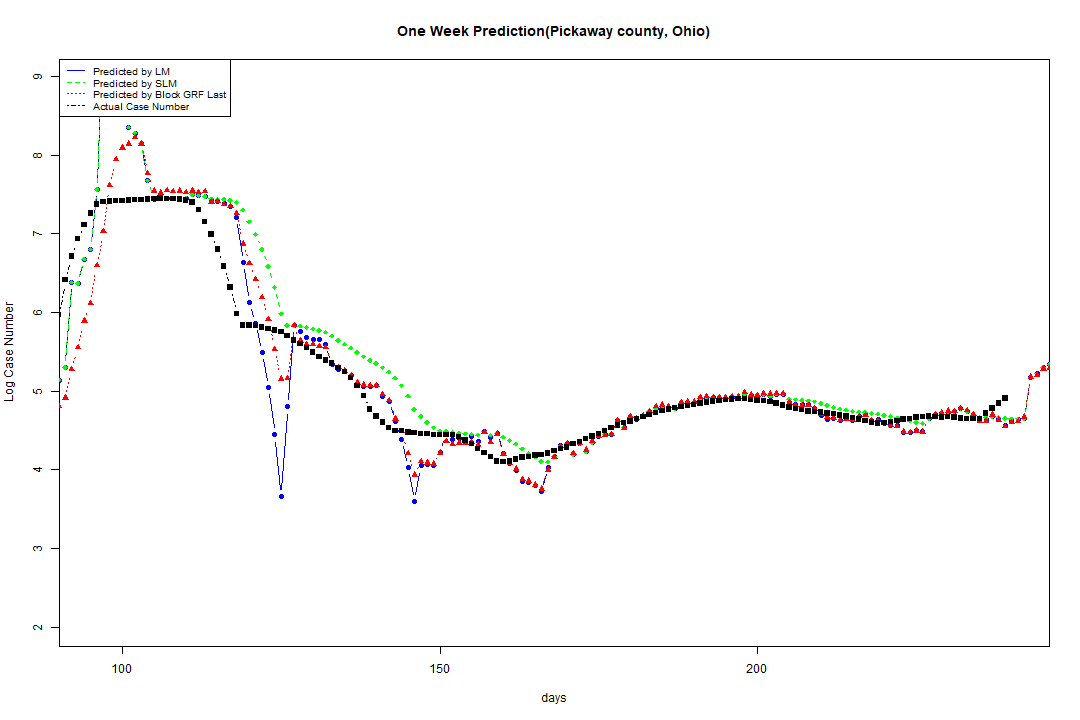 One Week Prediction(Pickaway county, Ohio)
Predicted by LM
Predicted by SLM
Predicted by Block GRF Last
Actual Case Number
9
8
7
6
5
4
3
2
Log Case Number
100 150 200
days